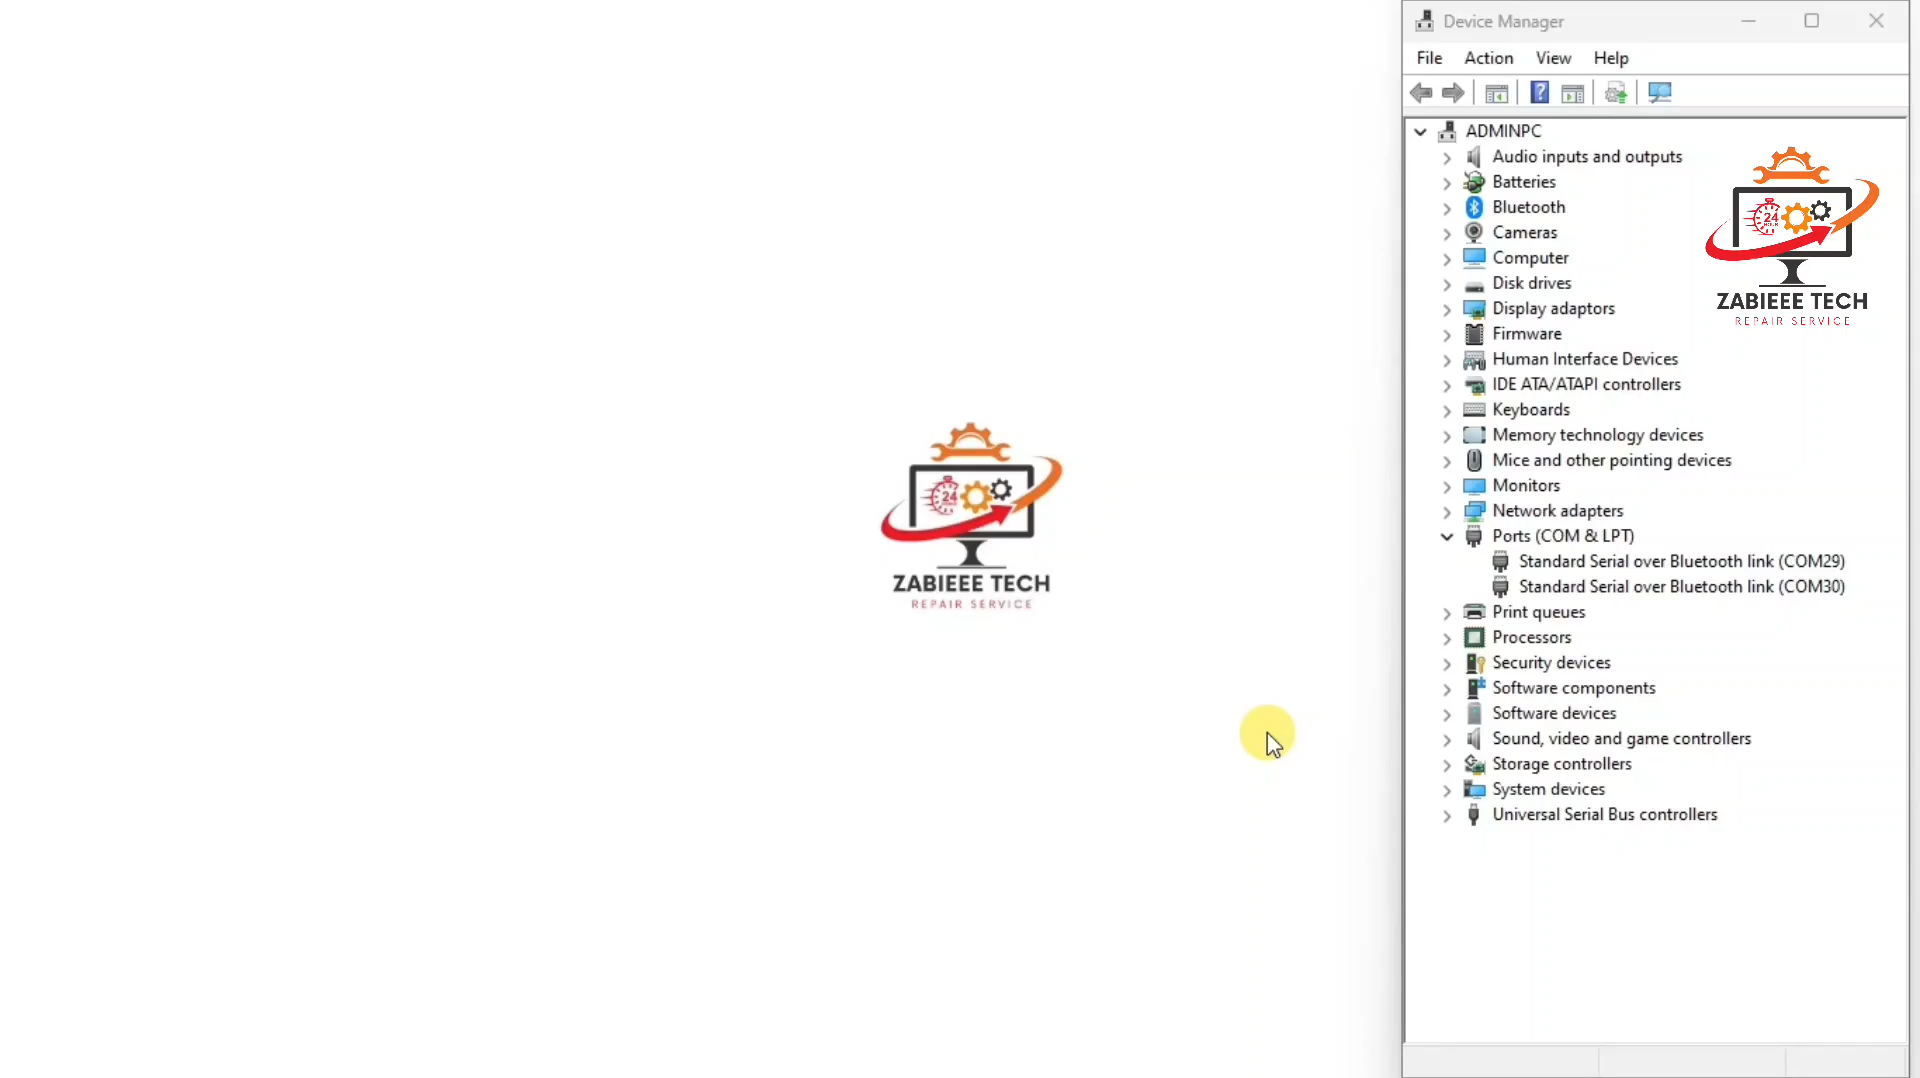 Device Manager
File Action View Help
ADMINPC
Audio inputs and outputs
Batteries
Bluetooth
Cameras
Computer
Disk drives
Display adaptors
Firmware
Human Interface Devices
IDE ATA/ATAPI controllers
Keyboards
Memory technology devices
Mice and other pointing devices
Monitors
Network adapters
Ports (COM & LPT)
Standard Serial over Bluetooth link (COM29)
Standard Serial over Bluetooth link (COM30)
Print queues
Processors
Security devices
Software components
Software devices
Sound, video and game controllers
Storage controllers
System devices
Universal Serial Bus controllers
24
HOUR
ZABIEEE TECH
REPAIR SERVICE
24
ZABIEEE TECH
REPAIR SERVICE